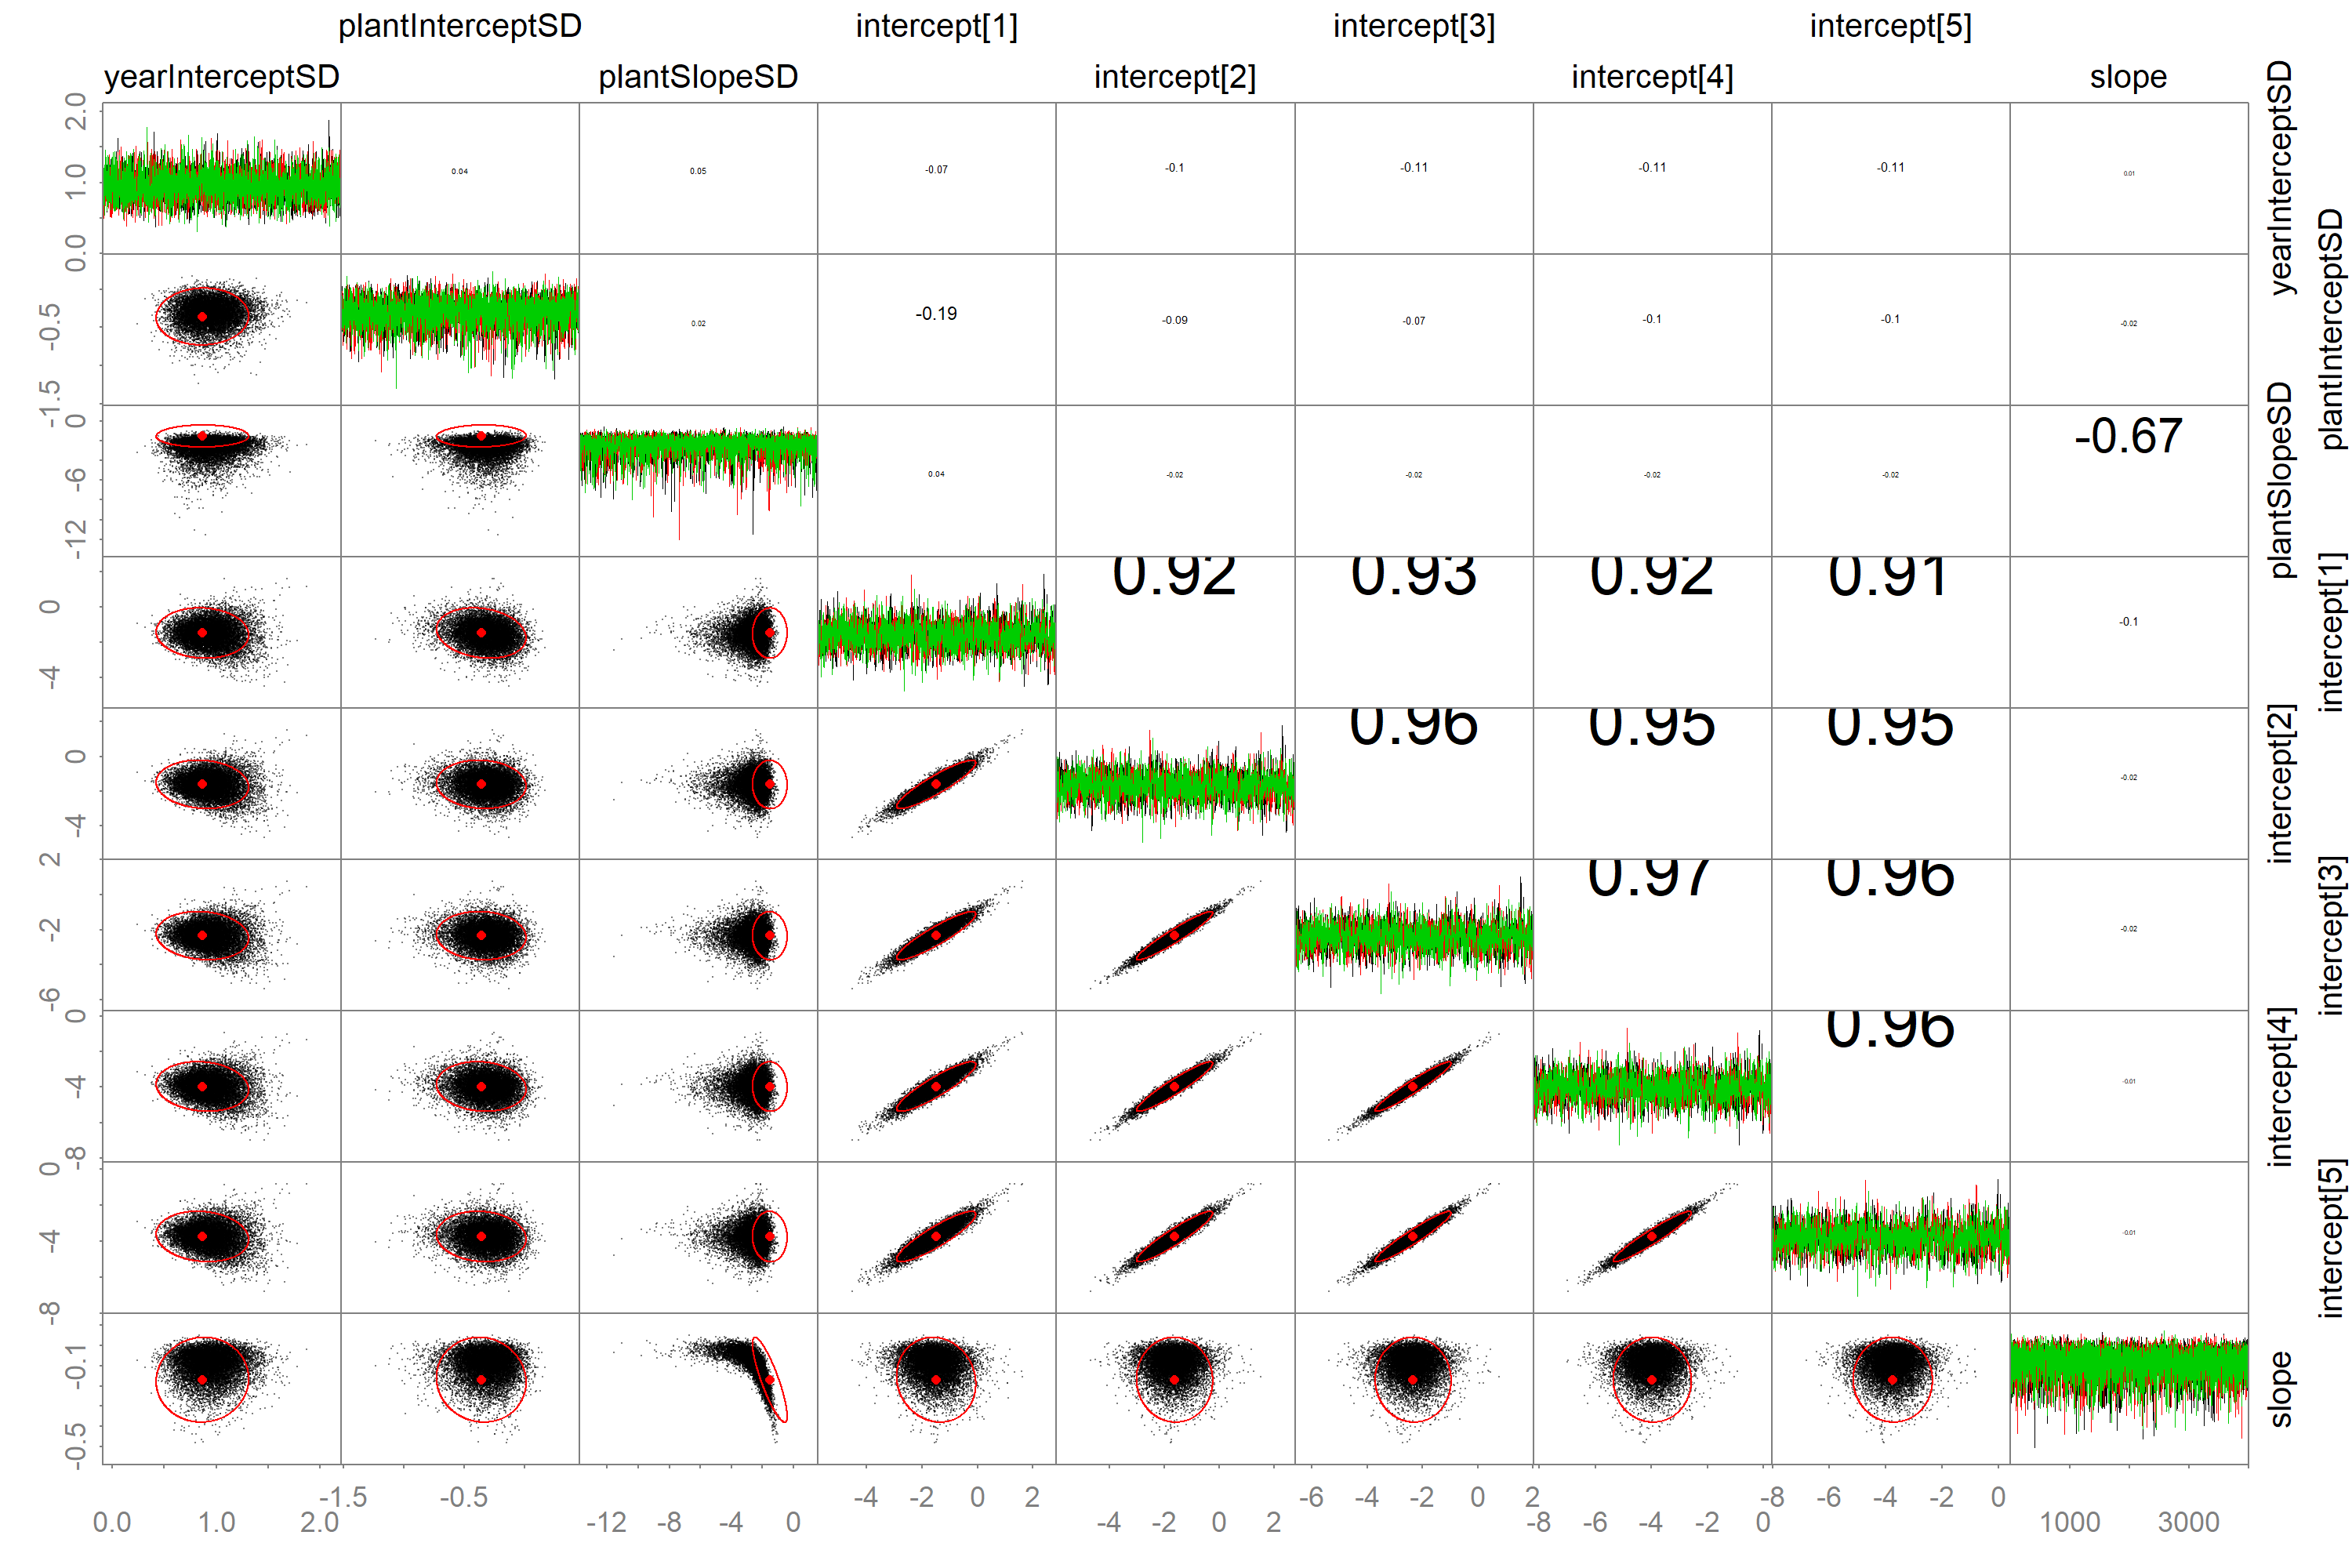 plantInterceptSD intercept[1] intercept[3] intercept[5]
yearInterceptSD plantSlopeSD intercept[2] intercept[4] slope
2.0
1.0
0.0
0.04 0.05 -0.07 -0.1 -0.11 -0.11 -0.11 0.01
yearInterceptSD
-0.5
-1.5
0.02 -0.19 -0.09 -0.07 -0.1 -0.1 -0.02
plantInterceptSD
0
-6
-12
0.04 -0.02 -0.02 -0.02 -0.02 -0.67
plantSlopeSD
0
-4
0.92 0.93 0.92 0.91 -0.1
intercept[1]
0
-4
0.96 0.95 0.95 -0.02
intercept[2]
2
-2
-6
0.97 0.96 -0.02
intercept[3]
0
-4
-8
0.96 -0.01
intercept[4]
0
-4
-8
-0.01
intercept[5]
-0.1
-0.5
slope
-1.5 -0.5 -4 -2 0 2 -6 -4 -2 0 2 -8 -6 -4 -2 0
0.0 1.0 2.0 -12 -8 -4 0 -4 -2 0 2 -8 -6 -4 -2 0 1000 3000